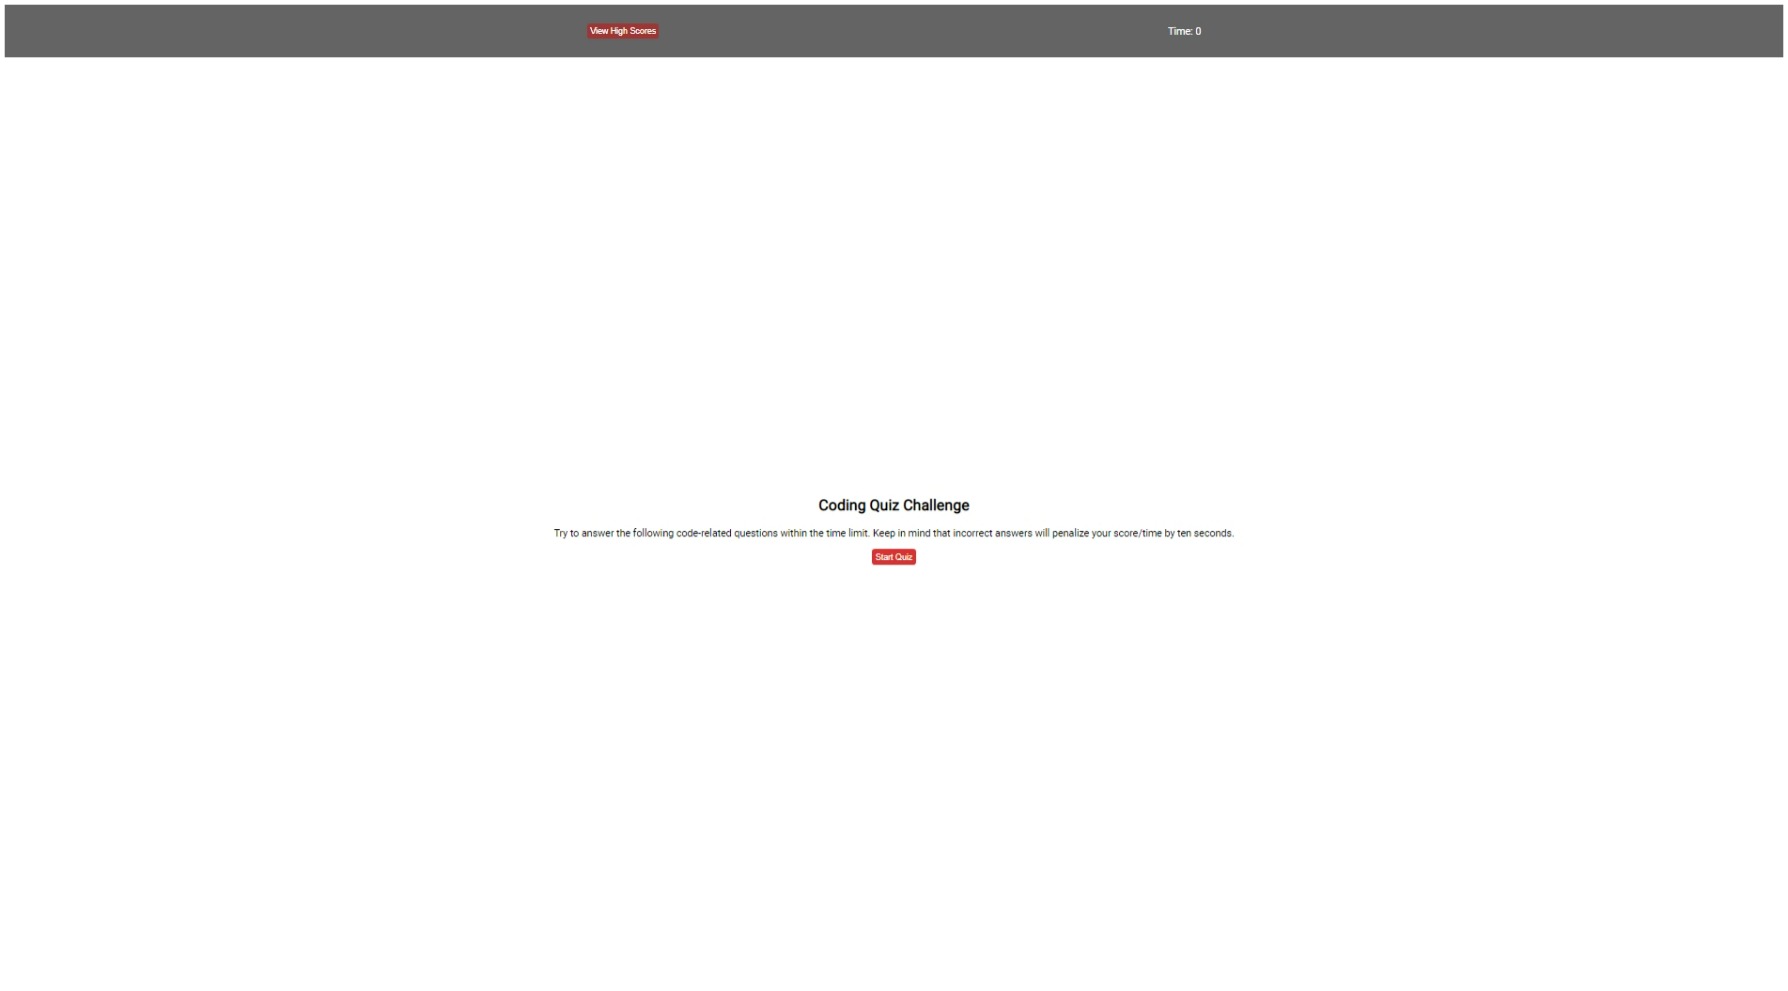 View High Scores
Time: 0
Coding Quiz Challenge
Try to answer the following code-related questions within the time limit. Keep in mind that incorrect answers will penalize your score/time by ten seconds.
Start Quiz